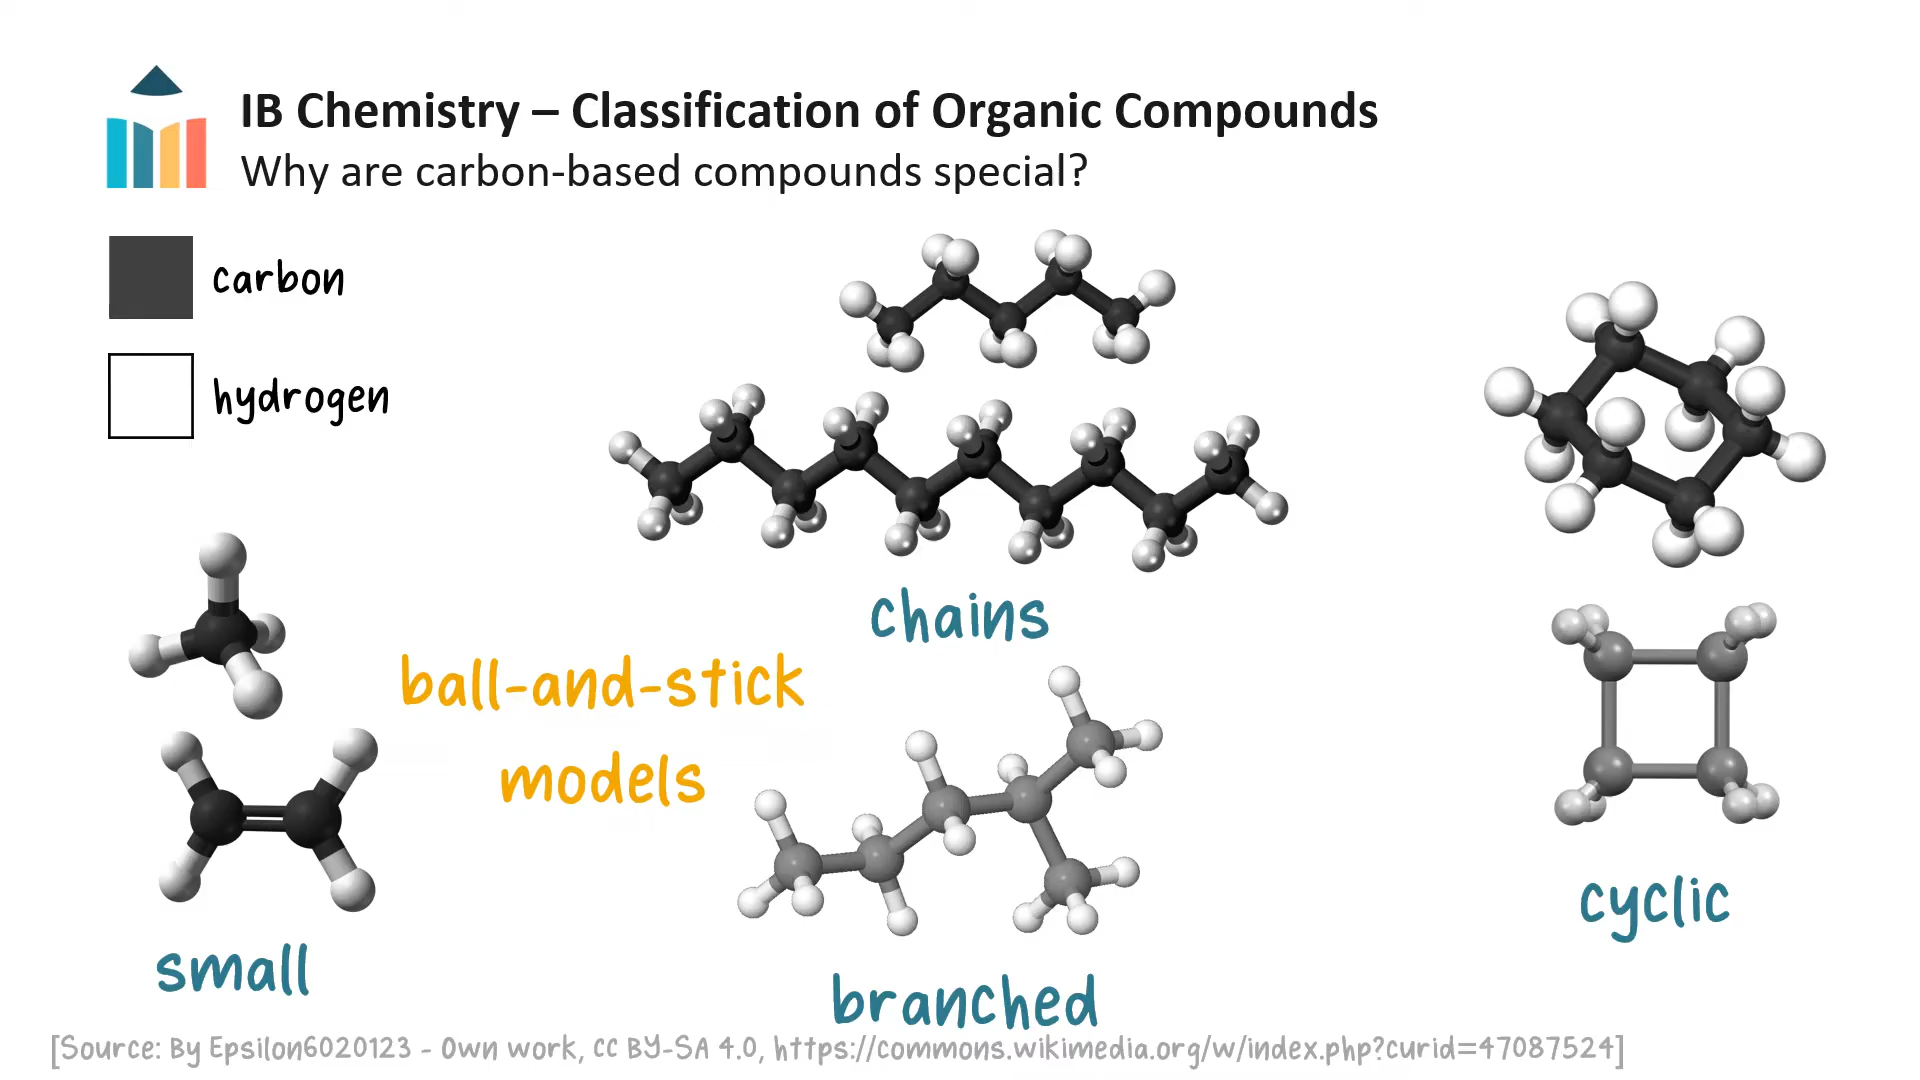 IB Chemistry – Classification of Organic Compounds
Why are carbon-based compounds special?
carbon
hydrogen
chains
ball-and-stick
models
cyclic
small
branched
[Source: By Epsilon6020123 - Own work, CC BY-SA 4.0, https://commons.wikimedia.org/w/index.php?curid=47087524]